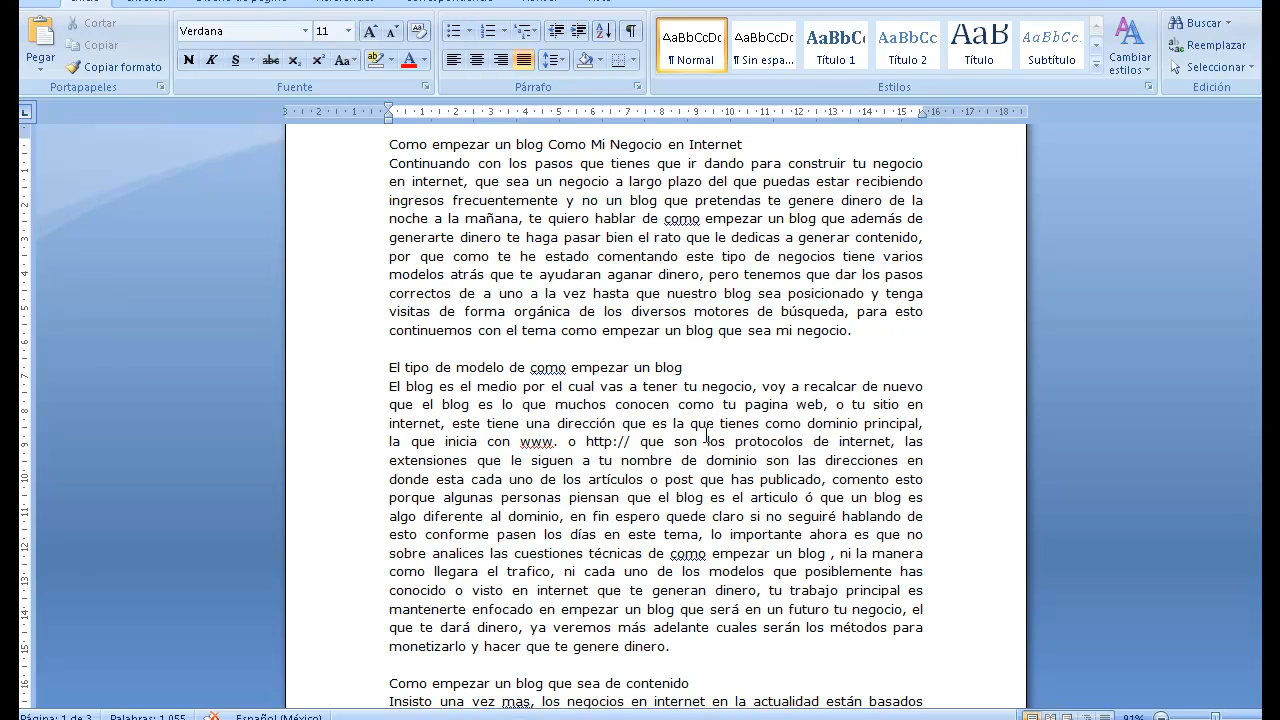 Cortar
Copiar
Copiar formato
Pegar
Portapapeles
Verdana
11
Fuente
Párrafo
AaBbCcDc
¶ Normal
AaBbCcDc
¶ Sin espa...
AaBbC
Título 1
AaBbCc
Título 2
AaB
Título
AaBbCc.
Subtítulo
Cambiar
estilos
Estilos
Buscar
Reemplazar
Seleccionar
Edición
Como empezar un blog Como Mi Negocio en Internet
Continuando con los pasos que tienes que ir dando para construir tu negocio
en internet, que sea un negocio a largo plazo en que puedas estar recibiendo
ingresos frecuentemente y no un blog que pretendas te genere dinero de la
noche a la mañana, te quiero hablar de como empezar un blog que además de
generarte dinero te haga pasar bien el rato que le dedicas a generar contenido,
por que como te he estado comentando este tipo de negocios tiene varios
modelos atrás que te ayudaran aganar dinero, pero tenemos que dar los pasos
correctos de a uno a la vez hasta que nuestro blog sea posicionado y tenga
visitas de forma orgánica de los diversos motores de búsqueda, para esto
continuemos con el tema como empezar un blog que sea mi negocio.
El tipo de modelo de como empezar un blog
El blog es el medio por el cual vas a tener tu negocio, voy a recalcar de nuevo
que el blog es lo que muchos conocen como tu pagina web, o tu sitio en
internet, este tiene una dirección que es la que tienes como domino principal,
la que inicia con www. o http:// que son los protocolos de internet, las
extensiones que le siguen a tu nombre de dominio son las direcciones en
donde esta cada uno de los artículos o post que has publicado, comento esto
porque algunas personas piensan que el blog es el articulo ó que un blog es
algo diferente al dominio, en fin espero quede claro si no seguiré hablando de
esto conforme pasen los días en este tema, lo importante ahora es que no
sobre analices las cuestiones técnicas de como empezar un blog , ni la manera
como llegara el trafico, ni cada uno de los modelos que posiblemente has
conocido o visto en internet que te generan dinero, tu trabajo principal es
mantenerte enfocado en empezar un blog que será en un futuro tu negocio, el
que te dará dinero, ya veremos más adelante cuales serán los métodos para
monetizarlo y hacer que te genere dinero.
Como empezar un blog que sea de contenido
Insisto una vez mas, los negocios en internet en la actualidad están basados
Página: 1 de 3
Palabras: 1,055
Español (México)
91%